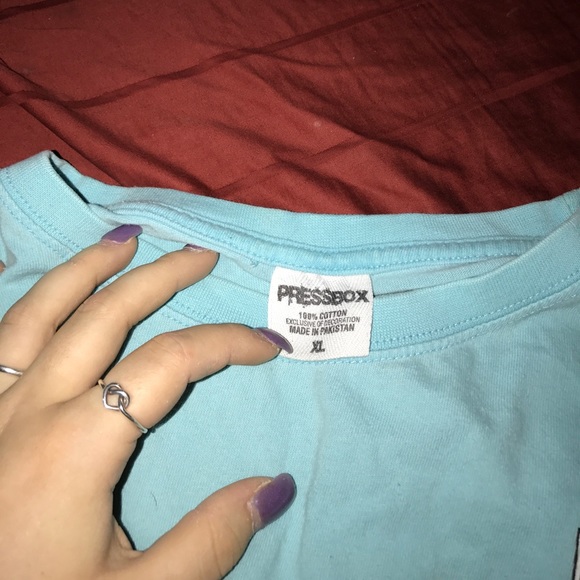 PRESSBOX
100% COTTON
EXCLUSIVE OF DECORATION
MADE IN PAKISTAN
XL